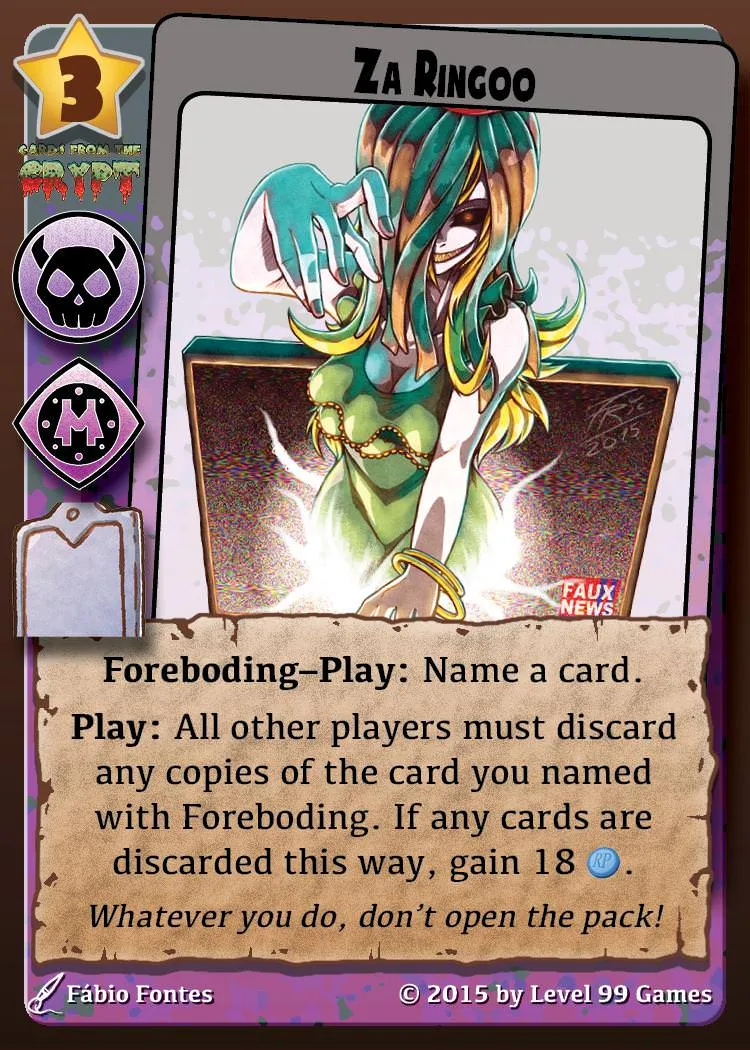 3
Za Ringoo
CARDS FROM THE
CRYPT
M
2015
FAUX
NEWS
Foreboding–Play: Name a card.
Play: All other players must discard
any copies of the card you named
with Foreboding. If any cards are
discarded this way, gain 18 RP.
Whatever you do, don’t open the pack!
Fábio Fontes
© 2015 by Level 99 Games